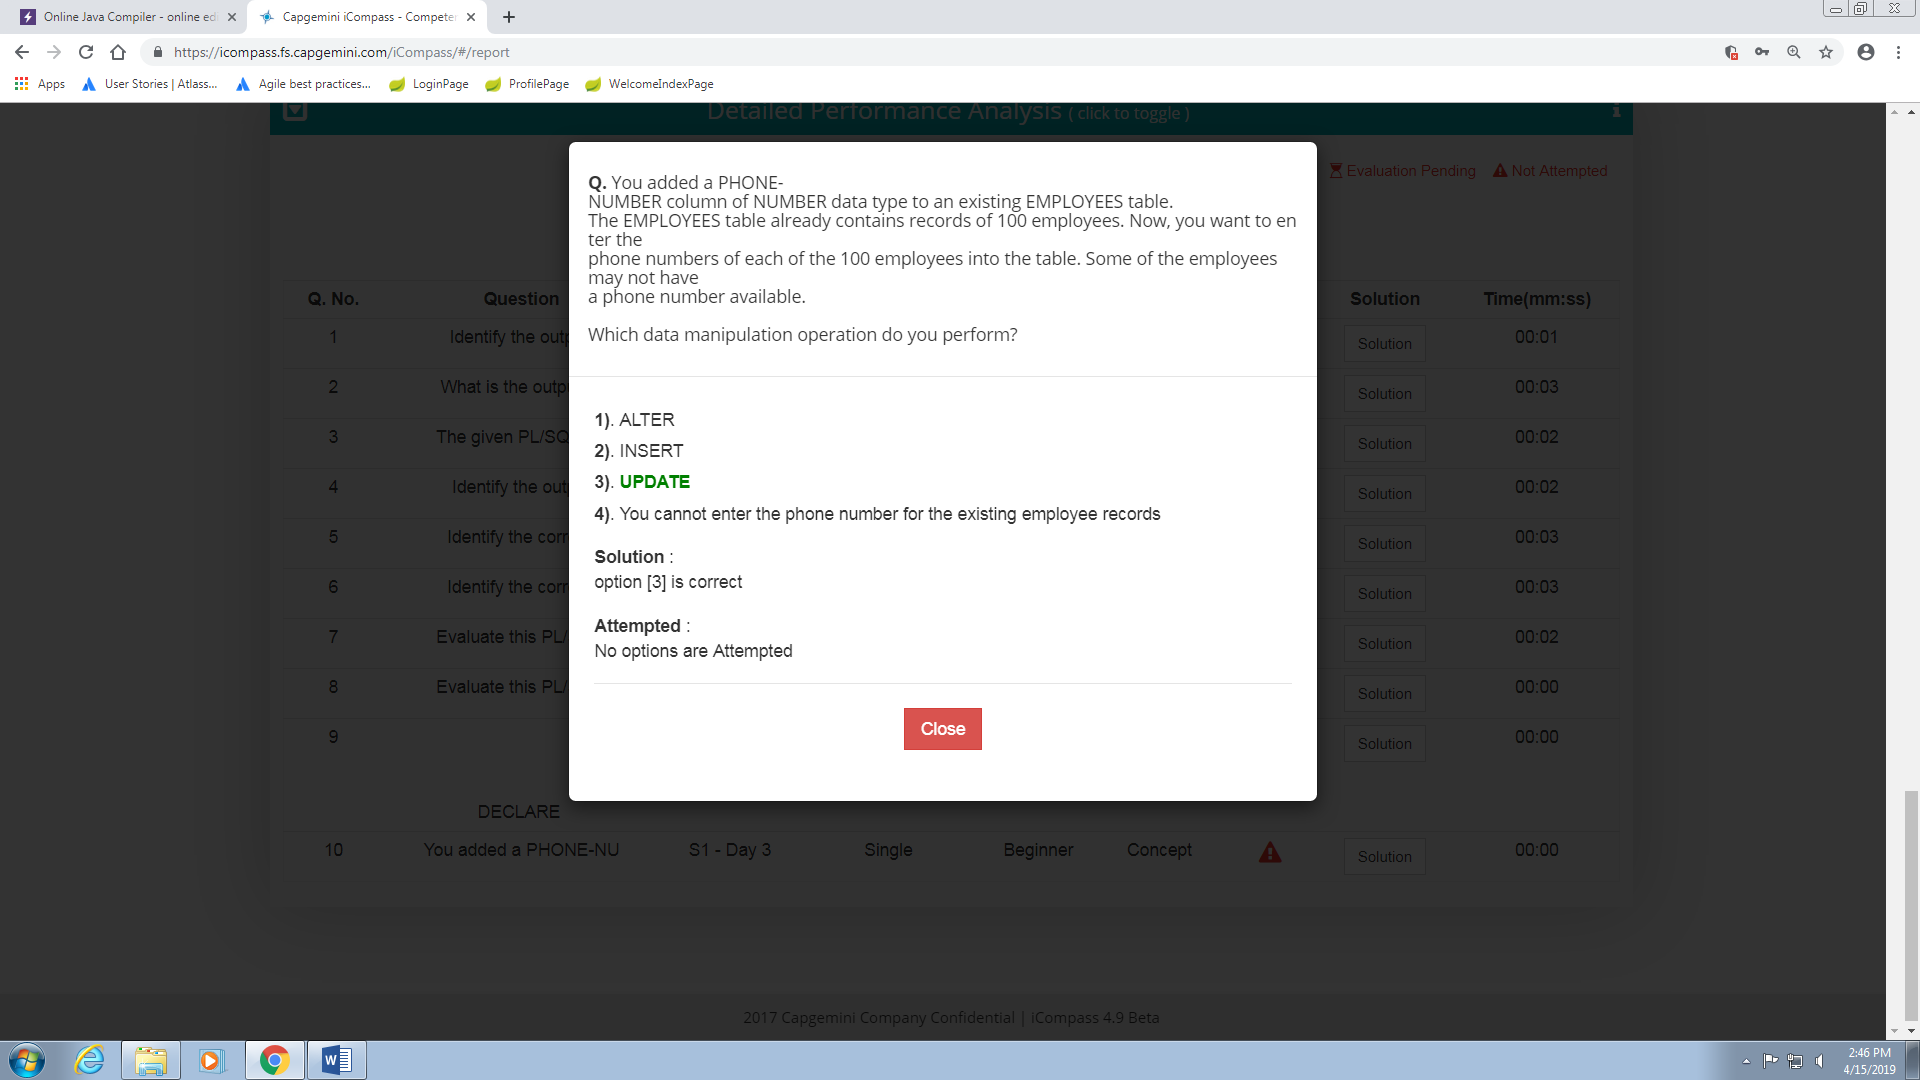 Online Java Compiler - online edi
Capgemini iCompass - Competen
https://icompass.fs.capgemini.com/iCompass/#/report
Apps
User Stories | Atlass...
Agile best practices...
LoginPage
ProfilePage
WelcomeIndexPage
Detailed Performance Analysis ( click to toggle )
Evaluation Pending
Not Attempted
Q. You added a PHONE-
NUMBER column of NUMBER data type to an existing EMPLOYEES table.
The EMPLOYEES table already contains records of 100 employees. Now, you want to en
ter the
phone numbers of each of the 100 employees into the table. Some of the employees
may not have
a phone number available.
Which data manipulation operation do you perform?
1). ALTER
2). INSERT
3). UPDATE
4). You cannot enter the phone number for the existing employee records
Solution :
option [3] is correct
Attempted :
No options are Attempted
Close
Q. No. Question Solution Time(mm:ss)
1 Identify the outp Solution 00:01
2 What is the outp Solution 00:03
3 The given PL/SQ Solution 00:02
4 Identify the out Solution 00:02
5 Identify the corr Solution 00:03
6 Identify the corr Solution 00:03
7 Evaluate this PL/ Solution 00:02
8 Evaluate this PL/ Solution 00:00
9 Solution 00:00
DECLARE
10 You added a PHONE-NU S1 - Day 3 Single Beginner Concept Solution 00:00
2017 Capgemini Company Confidential | iCompass 4.9 Beta
2:46 PM
4/15/2019